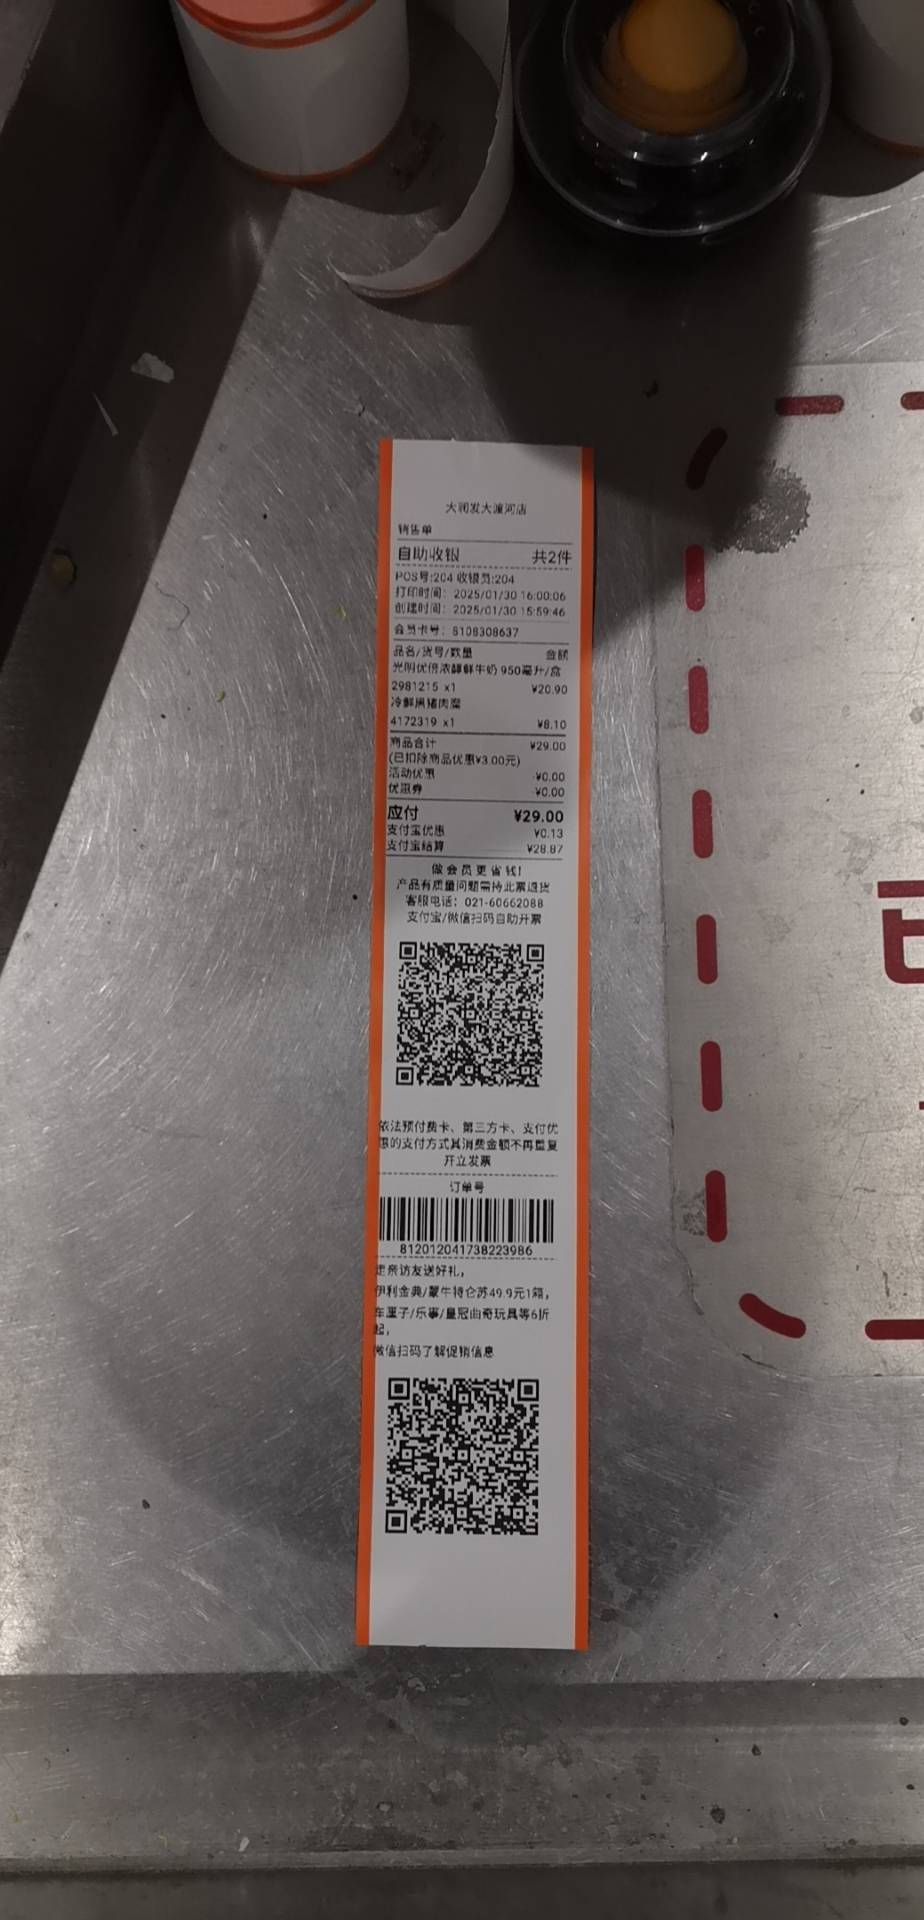 大润发大渡河店
销售单
自助收银 共2件
POS号:204 收银员:204
打印时间: 2025/01/30 16:00:06
创建时间: 2025/01/30 15:59:46
会员卡号: 8108308637
品名/货号/数量 金额
光明优倍浓醇鲜牛奶 950毫升/盒
2981215 x1 ¥20.90
冷鲜黑猪肉糜
4172319 x1 ¥8.10
商品合计 ¥29.00
(已扣除商品优惠¥3.00元)
活动优惠 -¥0.00
优惠券 -¥0.00
应付 ¥29.00
支付宝优惠 ¥0.13
支付宝结算 ¥28.87
做会员更省钱!
产品有质量问题需持此票退货
客服电话: 021-60662088
支付宝/微信扫码自助开票
依法预付费卡、第三方卡、支付优
惠的支付方式其消费金额不再重复
开立发票
订单号
812012041738223986
走亲访友送好礼,
伊利金典/蒙牛特仑苏49.9元1箱,
车厘子/乐事/皇冠曲奇玩具等6折
起,
微信扫码了解促销信息